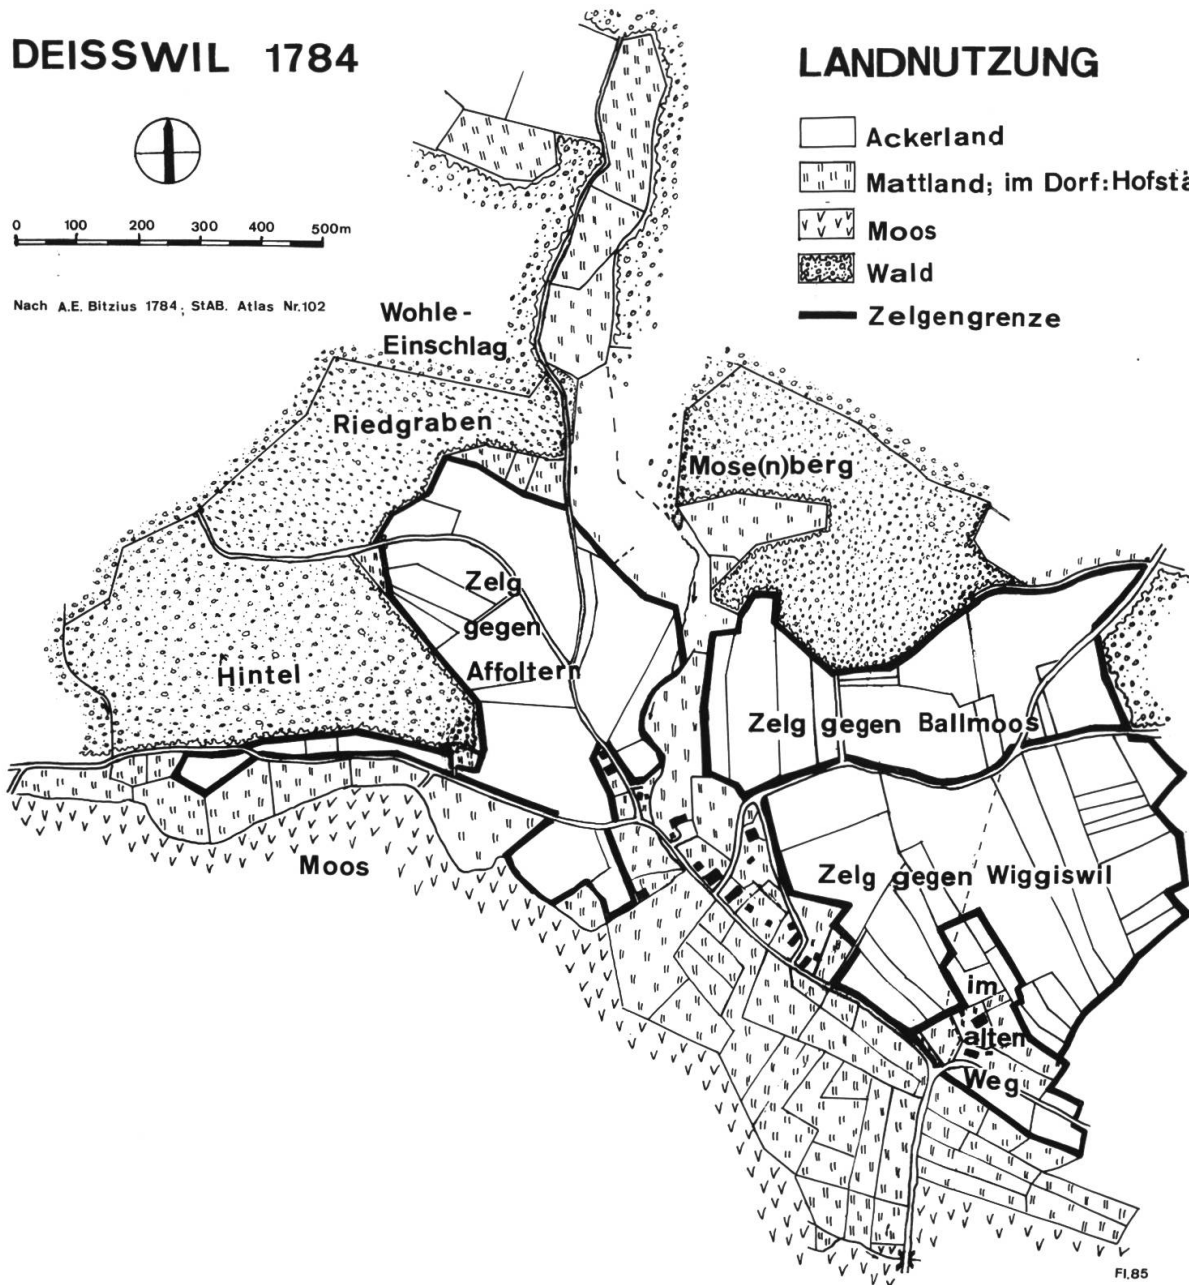 DEISSWIL 1784
0 100 200 300 400 500m
Nach A.E. Bitzius 1784; StAB. Atlas Nr.102
LANDNUTZUNG
Ackerland
Mattland; im Dorf: Hofstä
Moos
Wald
Zelgengrenze
Wohle-
Einschlag
Riedgraben
Mose(n)berg
Zelg
gegen
Affoltern
Hintel
Zelg gegen Ballmoos
Moos
Zelg gegen Wiggiswil
im
alten
Weg
Fl.85